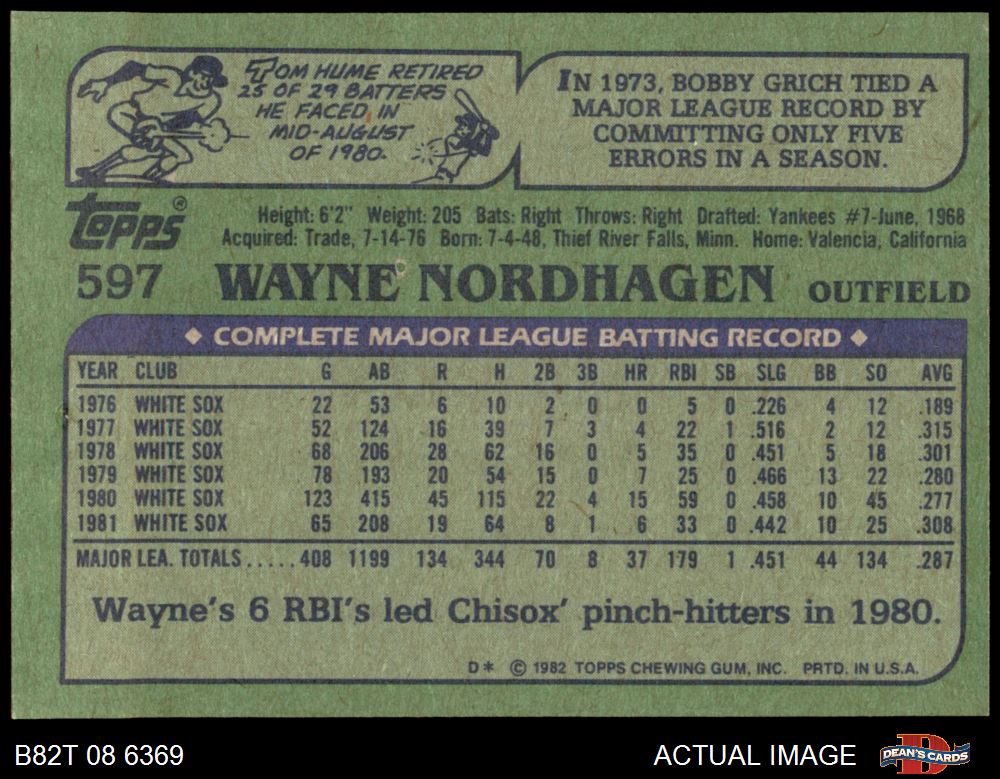 TOM HUME RETIRED
25 OF 29 BATTERS
HE FACED IN
MID-AUGUST
OF 1980.
IN 1973, BOBBY GRICH TIED A
MAJOR LEAGUE RECORD BY
COMMITTING ONLY FIVE
ERRORS IN A SEASON.
TOPPS®
Height: 6'2" Weight: 205 Bats: Right Throws: Right Drafted: Yankees #7-June, 1968
Acquired: Trade, 7-14-76 Born: 7-4-48, Thief River Falls, Minn. Home: Valencia, California
597 WAYNE NORDHAGEN OUTFIELD
◆ COMPLETE MAJOR LEAGUE BATTING RECORD ◆
YEAR CLUB G AB R H 2B 3B HR RBI SB SLG BB SO AVG
1976 WHITE SOX 22 53 6 10 2 0 0 5 0 .226 4 12 .189
1977 WHITE SOX 52 124 16 39 7 3 4 22 1 .516 2 12 .315
1978 WHITE SOX 68 206 28 62 16 0 5 35 0 .451 5 18 .301
1979 WHITE SOX 78 193 20 54 15 0 7 25 0 .466 13 22 .280
1980 WHITE SOX 123 415 45 115 22 4 15 59 0 .458 10 45 .277
1981 WHITE SOX 65 208 19 64 8 1 6 33 0 .442 10 25 .308
MAJOR LEA. TOTALS ..... 408 1199 134 344 70 8 37 179 1 .451 44 134 .287
Wayne's 6 RBI's led Chisox' pinch-hitters in 1980.
D* © 1982 TOPPS CHEWING GUM, INC. PRTD. IN U.S.A.
B82T 08 6369 ACTUAL IMAGE
DEAN'S CARDS